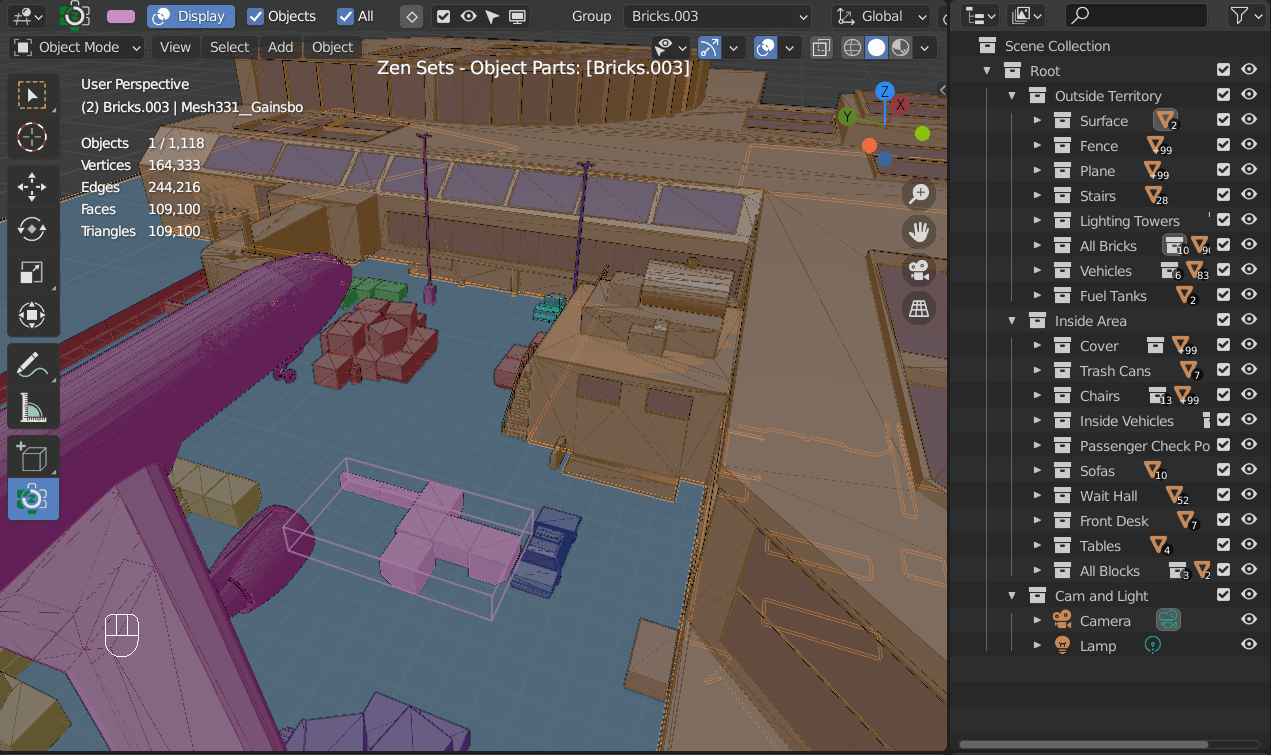 Display Objects All Group Bricks.003 Global
Object Mode View Select Add Object
Zen Sets - Object Parts: [Bricks.003]
User Perspective
(2) Bricks.003 | Mesh331__Gainsbo
Objects 1 / 1,118
Vertices 164,333
Edges 244,216
Faces 109,100
Triangles 109,100
Z
X
Y
Scene Collection
Root
Outside Territory
Surface 2
Fence +99
Plane +99
Stairs 28
Lighting Towers
All Bricks 10
Vehicles 6 83
Fuel Tanks 2
Inside Area
Cover +99
Trash Cans 7
Chairs 13 +99
Inside Vehicles
Passenger Check Po
Sofas 10
Wait Hall 52
Front Desk 7
Tables 4
All Blocks 3 2
Cam and Light
Camera
Lamp